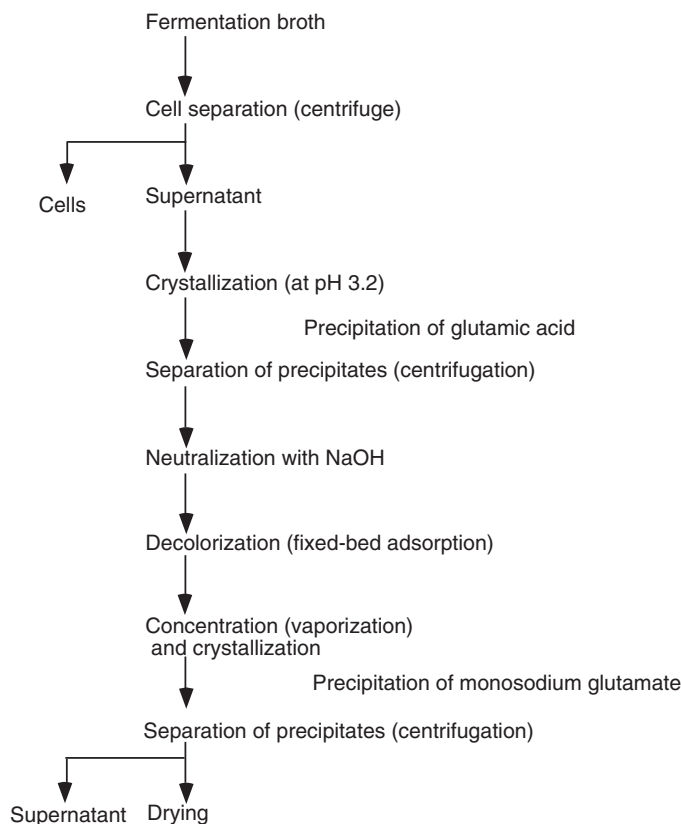 Fermentation broth
Cell separation (centrifuge)
Cells
Supernatant
Crystallization (at pH 3.2)
Precipitation of glutamic acid
Separation of precipitates (centrifugation)
Neutralization with NaOH
Decolorization (fixed-bed adsorption)
Concentration (vaporization)
and crystallization
Precipitation of monosodium glutamate
Separation of precipitates (centrifugation)
Supernatant
Drying